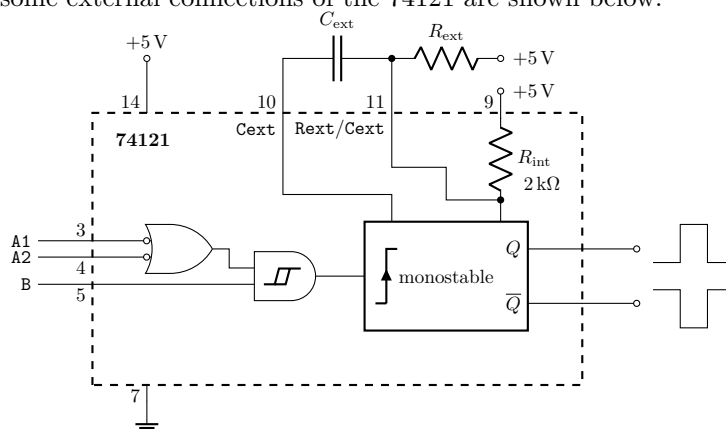 some external connections of the 74121 are shown below.
C_ext
R_ext
+5 V
+5 V
+5 V
14
10
11
9
74121
Cext
Rext/Cext
R_int
2 kΩ
A1
3
A2
4
B
5
monostable
Q
Q̅
7